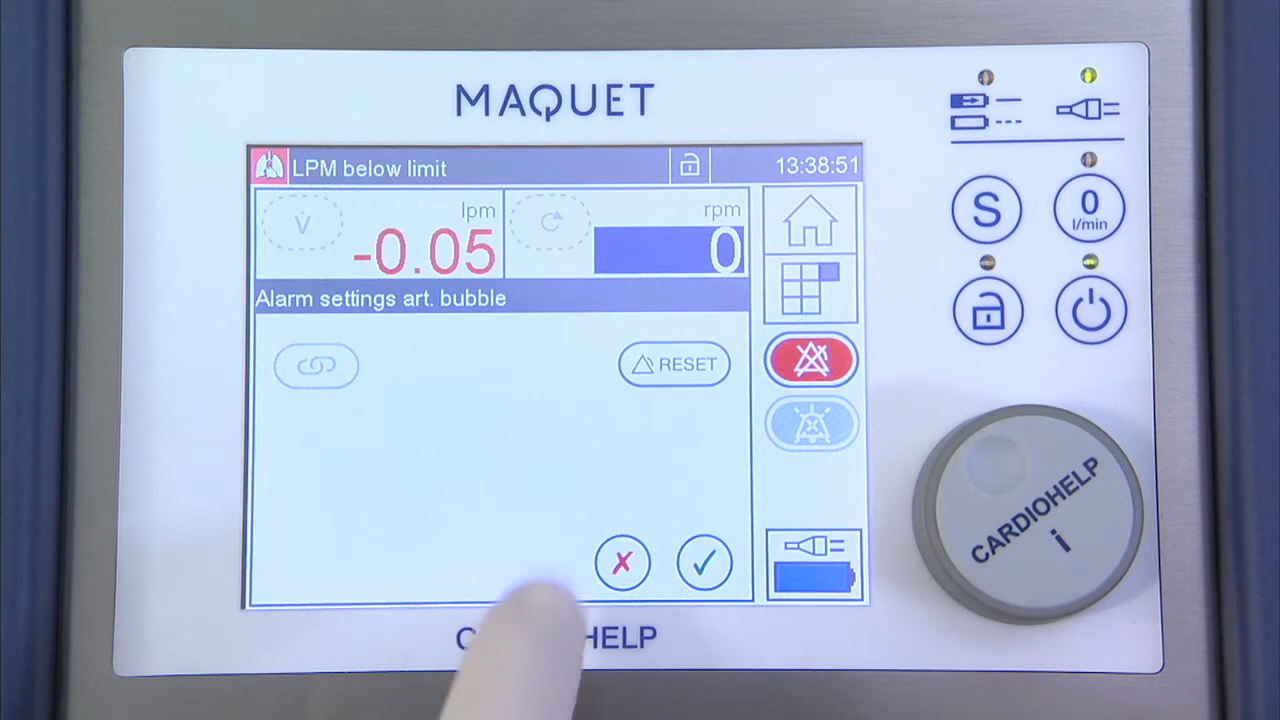 MAQUET
LPM below limit
13:38:51
V
lpm
-0.05
rpm
0
Alarm settings art. bubble
RESET
S
0
l/min
CARDIOHELP
i
HELP